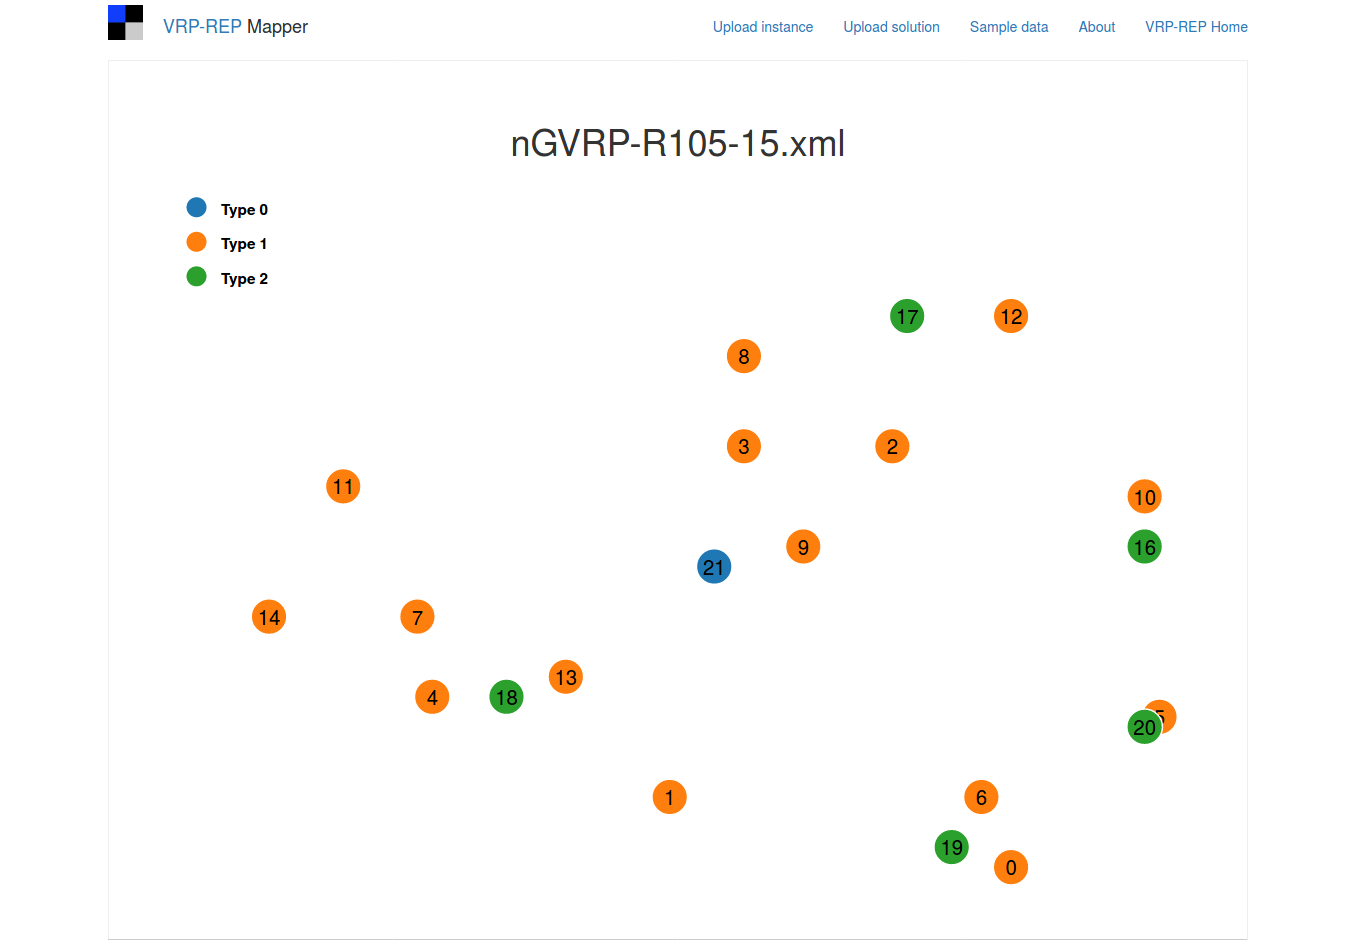 VRP-REP Mapper
Upload instance Upload solution Sample data About VRP-REP Home
nGVRP-R105-15.xml
Type 0
Type 1
Type 2
17 12
8
3 2
11
10
9 16
21
14 7
13
4 18
5
20
1 6
19
0